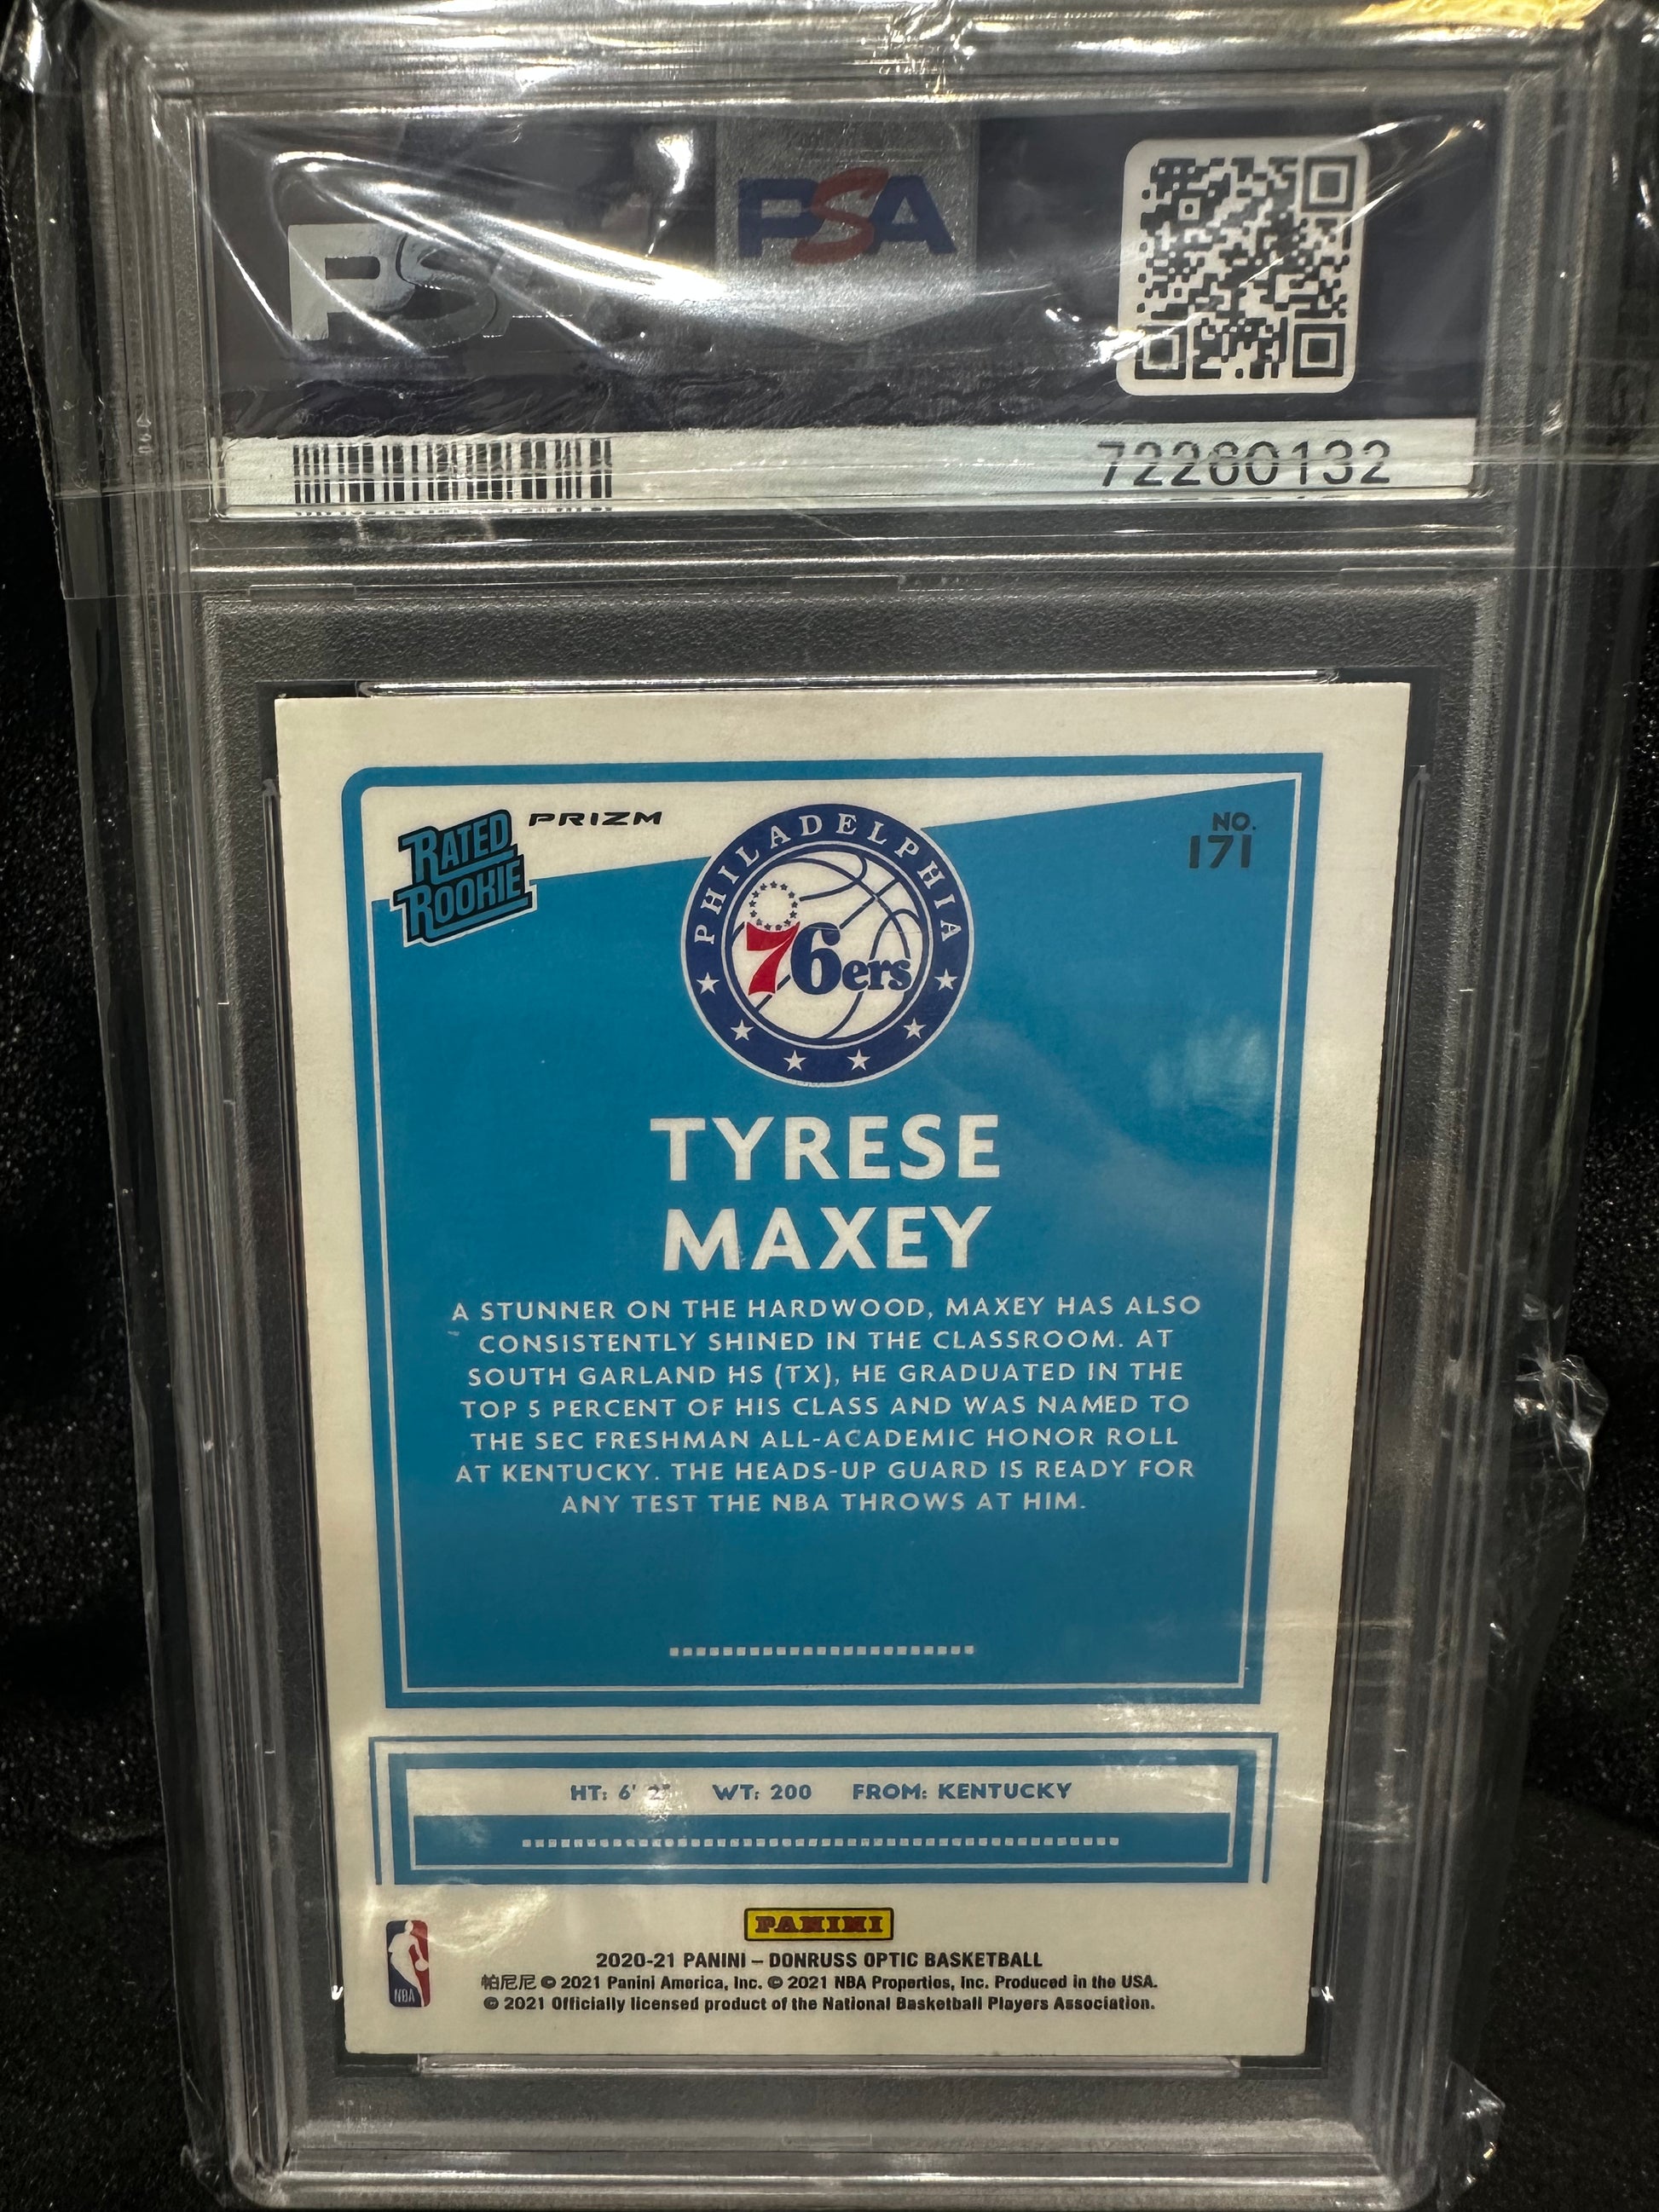 PSA
PSA
72260132
RATED
ROOKIE
PRIZM
NO.
171
PHILADELPHIA
76ers
TYRESE
MAXEY
A STUNNER ON THE HARDWOOD, MAXEY HAS ALSO
CONSISTENTLY SHINED IN THE CLASSROOM. AT
SOUTH GARLAND HS (TX), HE GRADUATED IN THE
TOP 5 PERCENT OF HIS CLASS AND WAS NAMED TO
THE SEC FRESHMAN ALL-ACADEMIC HONOR ROLL
AT KENTUCKY. THE HEADS-UP GUARD IS READY FOR
ANY TEST THE NBA THROWS AT HIM.
HT: 6' 2" WT: 200 FROM: KENTUCKY
PANINI
NBA
2020-21 PANINI – DONRUSS OPTIC BASKETBALL
帕尼尼 © 2021 Panini America, Inc. © 2021 NBA Properties, Inc. Produced in the USA.
© 2021 Officially licensed product of the National Basketball Players Association.